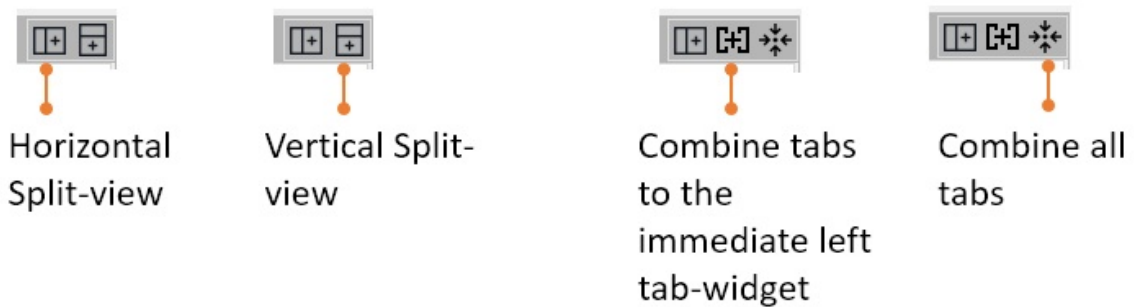 Horizontal
Split-view
Vertical Split-
view
Combine tabs
to the
immediate left
tab-widget
Combine all
tabs